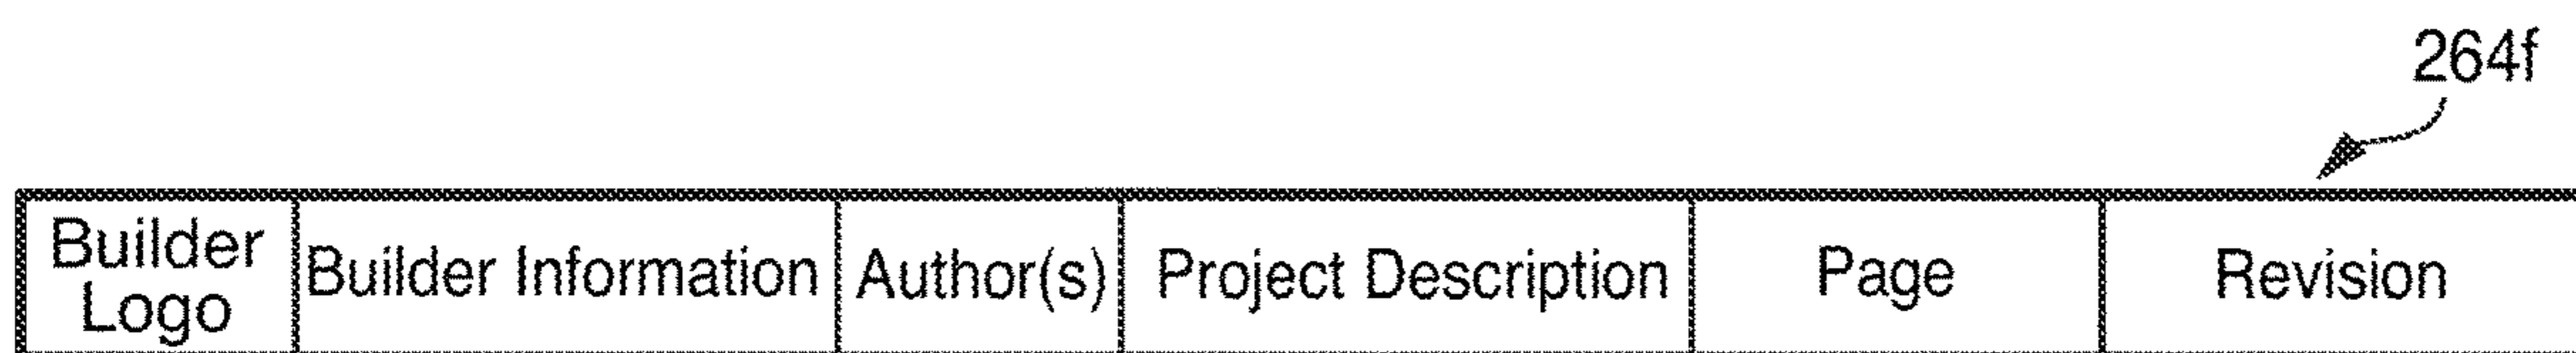 264f
Builder
Logo
Builder Information
Author(s)
Project Description
Page
Revision